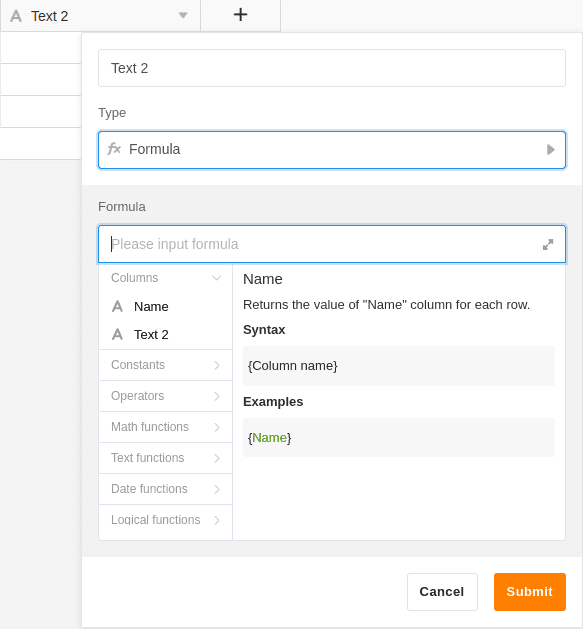 Text 2
Text 2
Type
fx Formula
Formula
Please input formula
Columns
Name
Text 2
Constants
Operators
Math functions
Text functions
Date functions
Logical functions
Name
Returns the value of "Name" column for each row.
Syntax
{Column name}
Examples
{Name}
Cancel
Submit